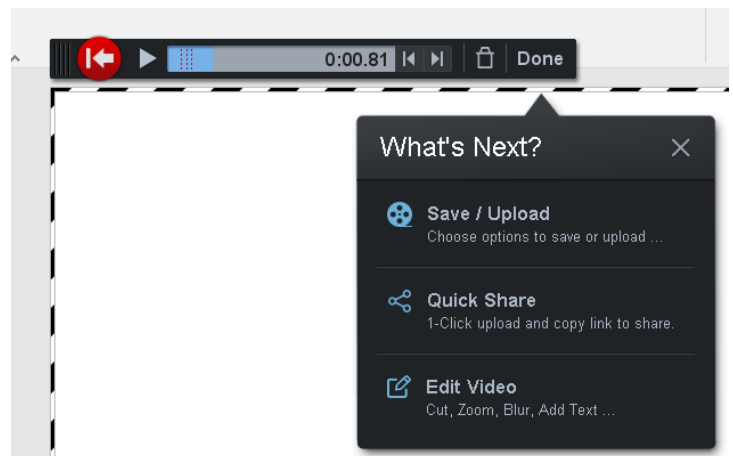 0:00.81 Done
What's Next?
Save / Upload
Choose options to save or upload ...
Quick Share
1-Click upload and copy link to share.
Edit Video
Cut, Zoom, Blur, Add Text ...